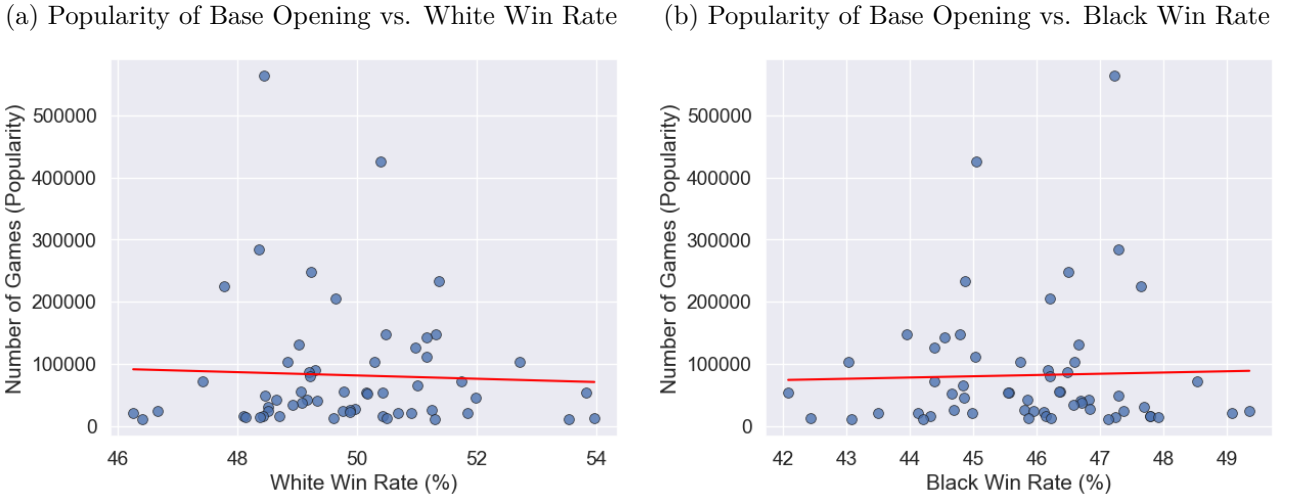 (a) Popularity of Base Opening vs. White Win Rate
Number of Games (Popularity)
500000
400000
300000
200000
100000
0
46 48 50 52 54
White Win Rate (%)
(b) Popularity of Base Opening vs. Black Win Rate
Number of Games (Popularity)
500000
400000
300000
200000
100000
0
42 43 44 45 46 47 48 49
Black Win Rate (%)